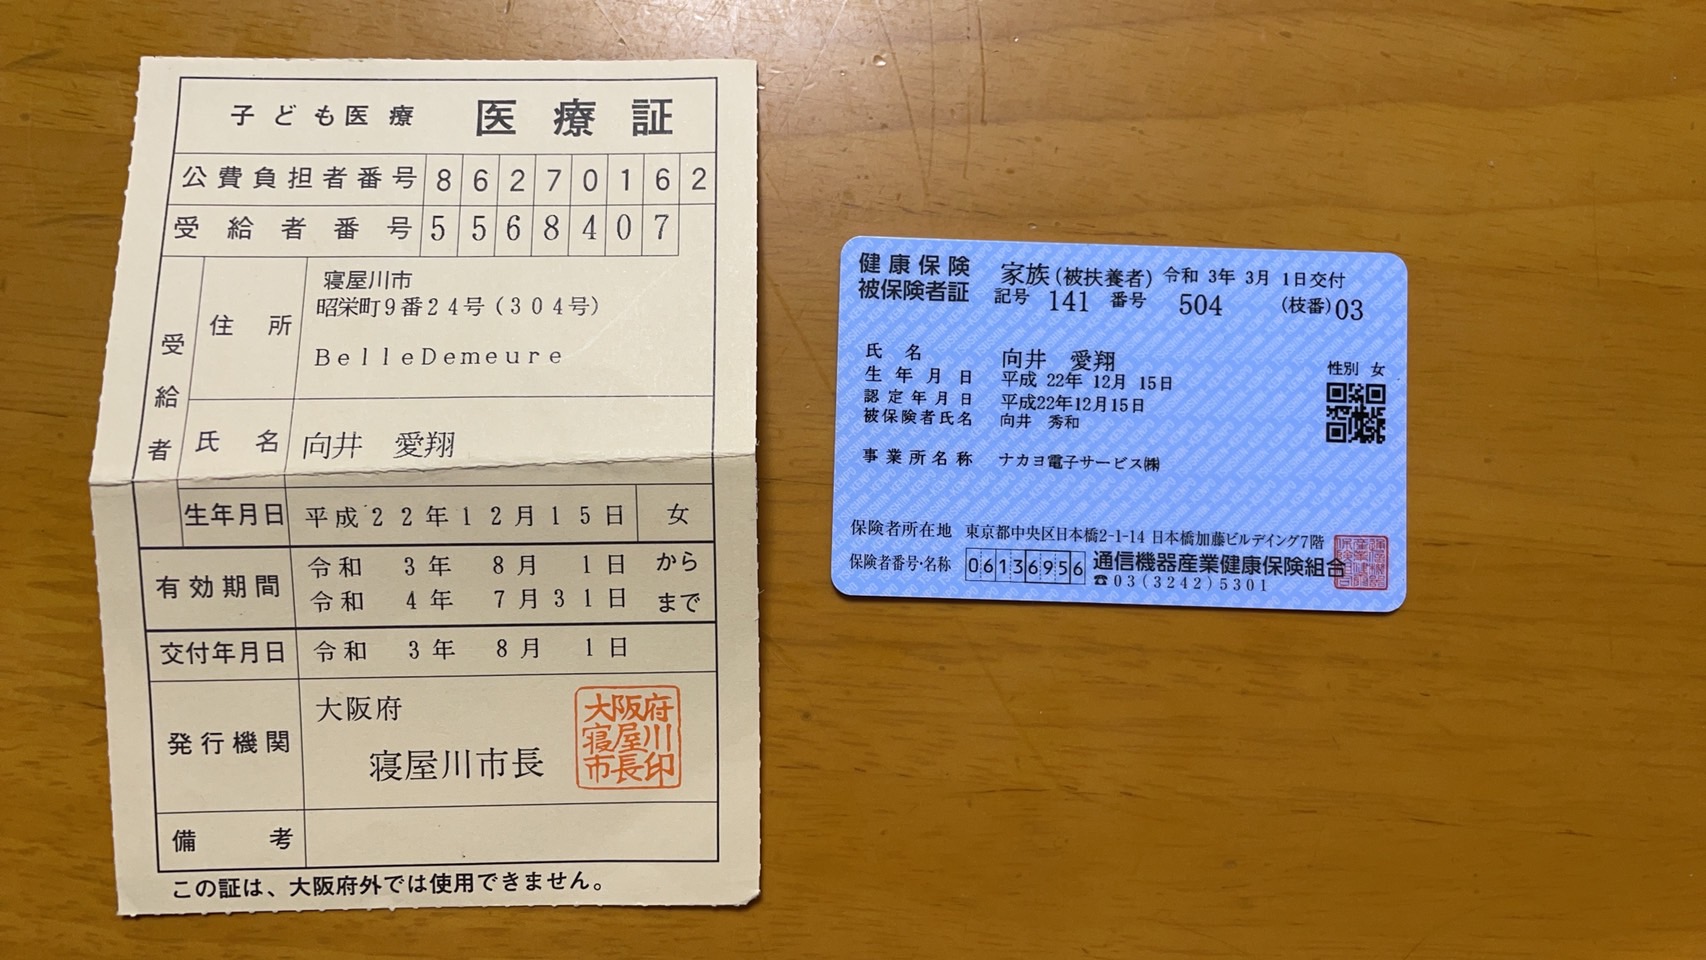 子ども医療 医療証
公費負担者番号 86270162
受給者番号 5568407
受給者
住所
寝屋川市
昭栄町9番24号(304号)
BelleDemeure
氏名 向井 愛翔
生年月日 平成22年12月15日 女
有効期間
令和 3年 8月 1日 から
令和 4年 7月31日 まで
交付年月日 令和 3年 8月 1日
発行機関
大阪府
寝屋川市長
大阪府
寝屋川
市長印
備考
この証は、大阪府外では使用できません。
健康保険 家族(被扶養者) 令和 3年 3月 1日交付
被保険者証 記号 141 番号 504 (枝番)03
氏名 向井 愛翔
性別 女
生年月日 平成 22年 12月 15日
認定年月日 平成22年12月15日
被保険者氏名 向井 秀和
事業所名称 ナカヨ電子サービス㈱
保険者所在地 東京都中央区日本橋2-1-14 日本橋加藤ビルデイング7階
保険者番号・名称 06136956 通信機器産業健康保険組合
☎03(3242)5301